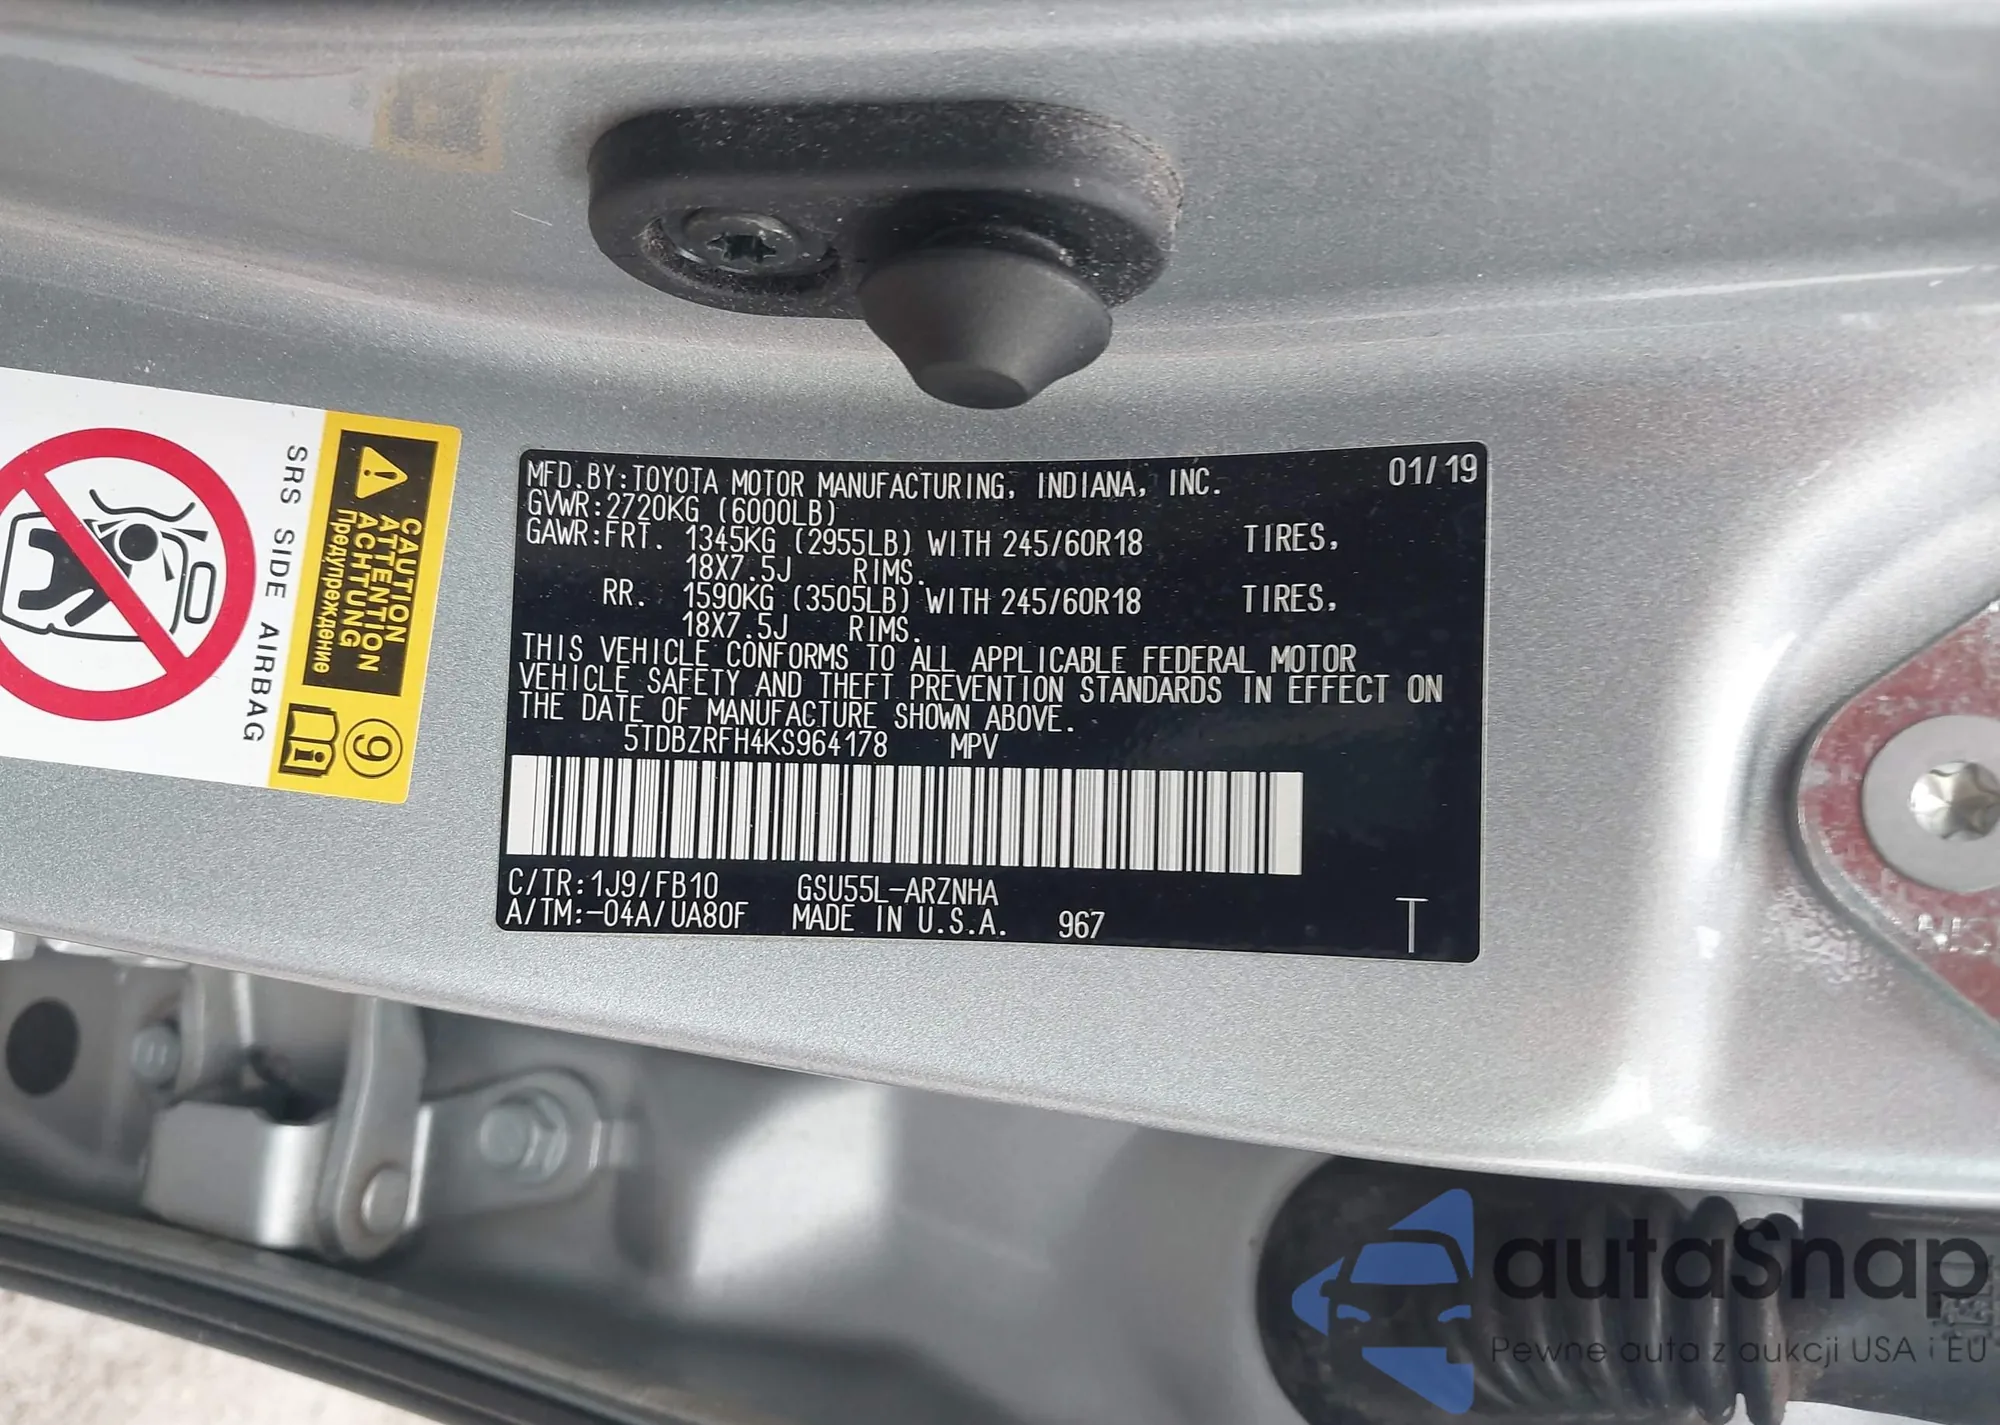 MFD.BY:TOYOTA MOTOR MANUFACTURING, INDIANA, INC. 01/19
GVWR:2720KG (6000LB)
GAWR:FRT. 1345KG (2955LB) WITH 245/60R18 TIRES,
18X7.5J RIMS.
RR. 1590KG (3505LB) WITH 245/60R18 TIRES,
18X7.5J RIMS.
THIS VEHICLE CONFORMS TO ALL APPLICABLE FEDERAL MOTOR
VEHICLE SAFETY AND THEFT PREVENTION STANDARDS IN EFFECT ON
THE DATE OF MANUFACTURE SHOWN ABOVE.
5TDBZRFH4KS964178 MPV
C/TR:1J9/FB10 GSU55L-ARZNHA
A/TM:-04A/UA80F MADE IN U.S.A. 967 T
CAUTION
ATTENTION
ACHTUNG
Предупреждение
9
i
SRS SIDE AIRBAG
autaSnap
Pewne auta z aukcji USA i EU